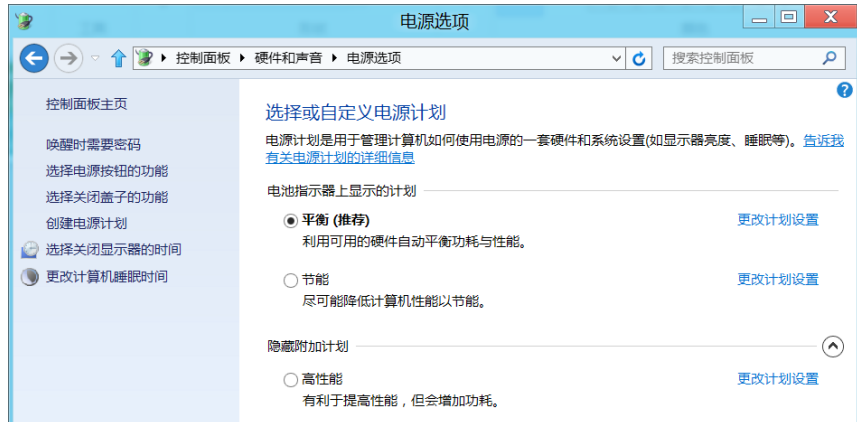 电源选项
控制面板 硬件和声音 电源选项
搜索控制面板
控制面板主页
唤醒时需要密码
选择电源按钮的功能
选择关闭盖子的功能
创建电源计划
选择关闭显示器的时间
更改计算机睡眠时间
选择或自定义电源计划
电源计划是用于管理计算机如何使用电源的一套硬件和系统设置(如显示器亮度、睡眠等)。告诉我
有关电源计划的详细信息
电池指示器上显示的计划
平衡 (推荐) 更改计划设置
利用可用的硬件自动平衡功耗与性能。
节能 更改计划设置
尽可能降低计算机性能以节能。
隐藏附加计划
高性能 更改计划设置
有利于提高性能，但会增加功耗。